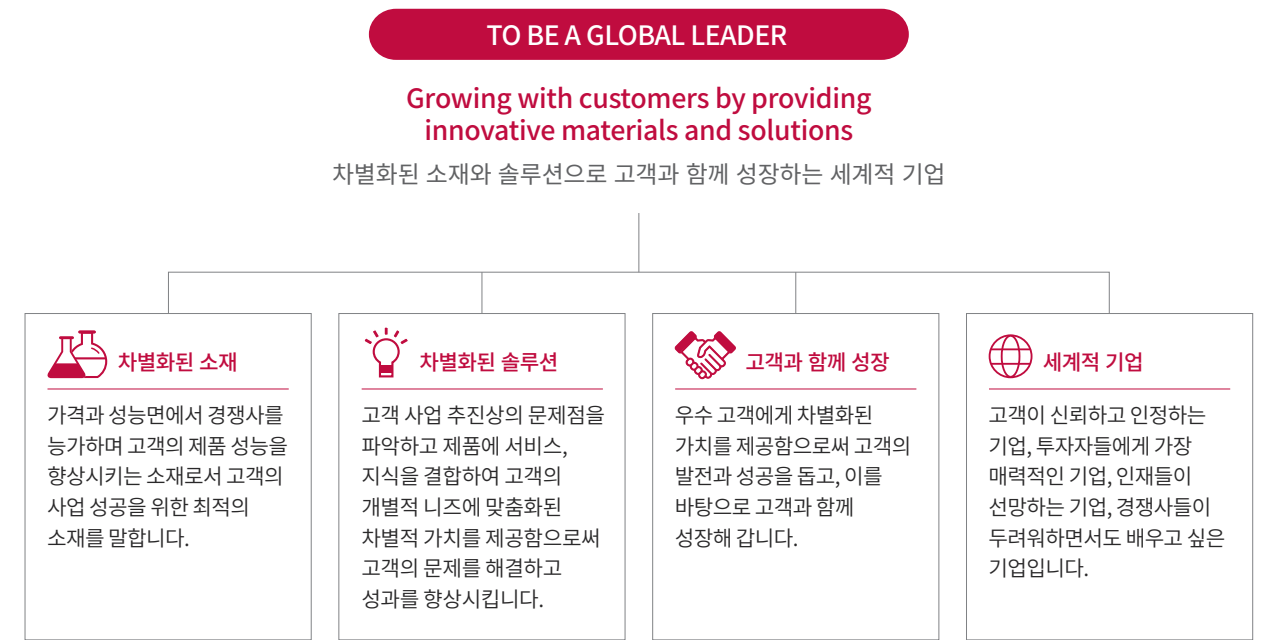 TO BE A GLOBAL LEADER
Growing with customers by providing
innovative materials and solutions
차별화된 소재와 솔루션으로 고객과 함께 성장하는 세계적 기업
차별화된 소재
가격과 성능면에서 경쟁사를
능가하며 고객의 제품 성능을
향상시키는 소재로서 고객의
사업 성공을 위한 최적의
소재를 말합니다.
차별화된 솔루션
고객 사업 추진상의 문제점을
파악하고 제품에 서비스,
지식을 결합하여 고객의
개별적 니즈에 맞춤화된
차별적 가치를 제공함으로써
고객의 문제를 해결하고
성과를 향상시킵니다.
고객과 함께 성장
우수 고객에게 차별화된
가치를 제공함으로써 고객의
발전과 성공을 돕고, 이를
바탕으로 고객과 함께
성장해 갑니다.
세계적 기업
고객이 신뢰하고 인정하는
기업, 투자자들에게 가장
매력적인 기업, 인재들이
선망하는 기업, 경쟁사들이
두려워하면서도 배우고 싶은
기업입니다.